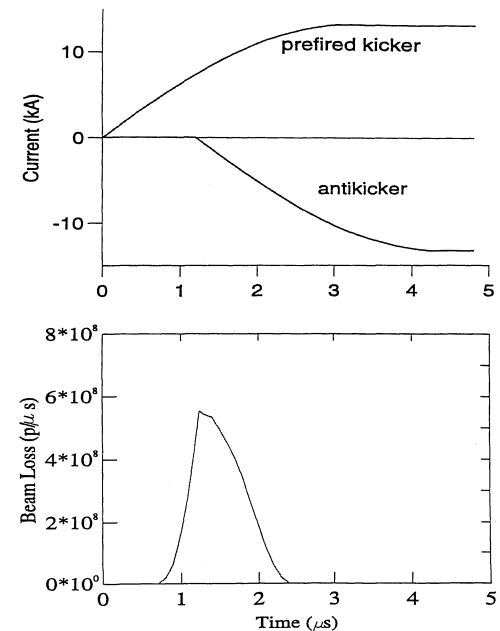 10
prefired kicker
Current (kA)
0
antikicker
-10
0 1 2 3 4 5
8*10⁸
6*10⁸
Beam Loss (p/μ s)
4*10⁸
2*10⁸
0*10⁰
0 1 2 3 4 5
Time (μs)